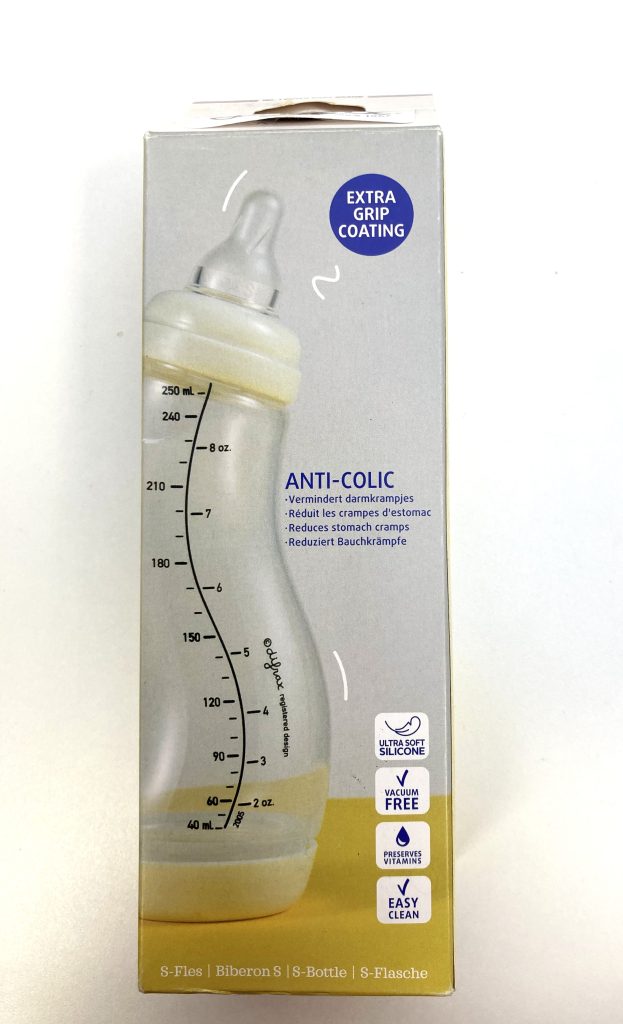 EXTRA
GRIP
COATING
250 mL
240
8 oz.
210
7
180
6
150
5
120
4
90
3
60
2 oz.
40 mL
2005
© difrax registered design
ANTI-COLIC
·Vermindert darmkrampjes
·Réduit les crampes d'estomac
·Reduces stomach cramps
·Reduziert Bauchkrämpfe
ULTRA SOFT
SILICONE
VACUUM
FREE
PRESERVES
VITAMINS
EASY
CLEAN
S-Fles | Biberon S | S-Bottle | S-Flasche